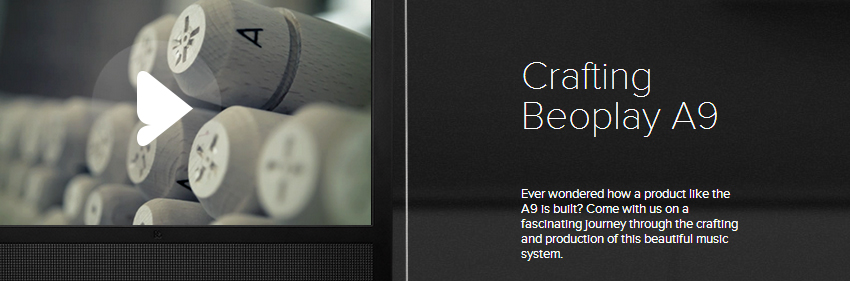 A
A
Crafting
Beoplay A9
Ever wondered how a product like the
A9 is built? Come with us on a
fascinating journey through the crafting
and production of this beautiful music
system.